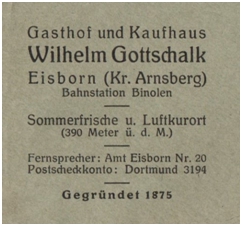 Gasthof und Kaufhaus
Wilhelm Gottschalk
Eisborn (Kr. Arnsberg)
Bahnstation Binolen
Sommerfrische u. Luftkurort
(390 Meter ü. d. M.)
Fernsprecher: Amt Eisborn Nr. 20
Postscheckkonto: Dortmund 3194
Gegründet 1875